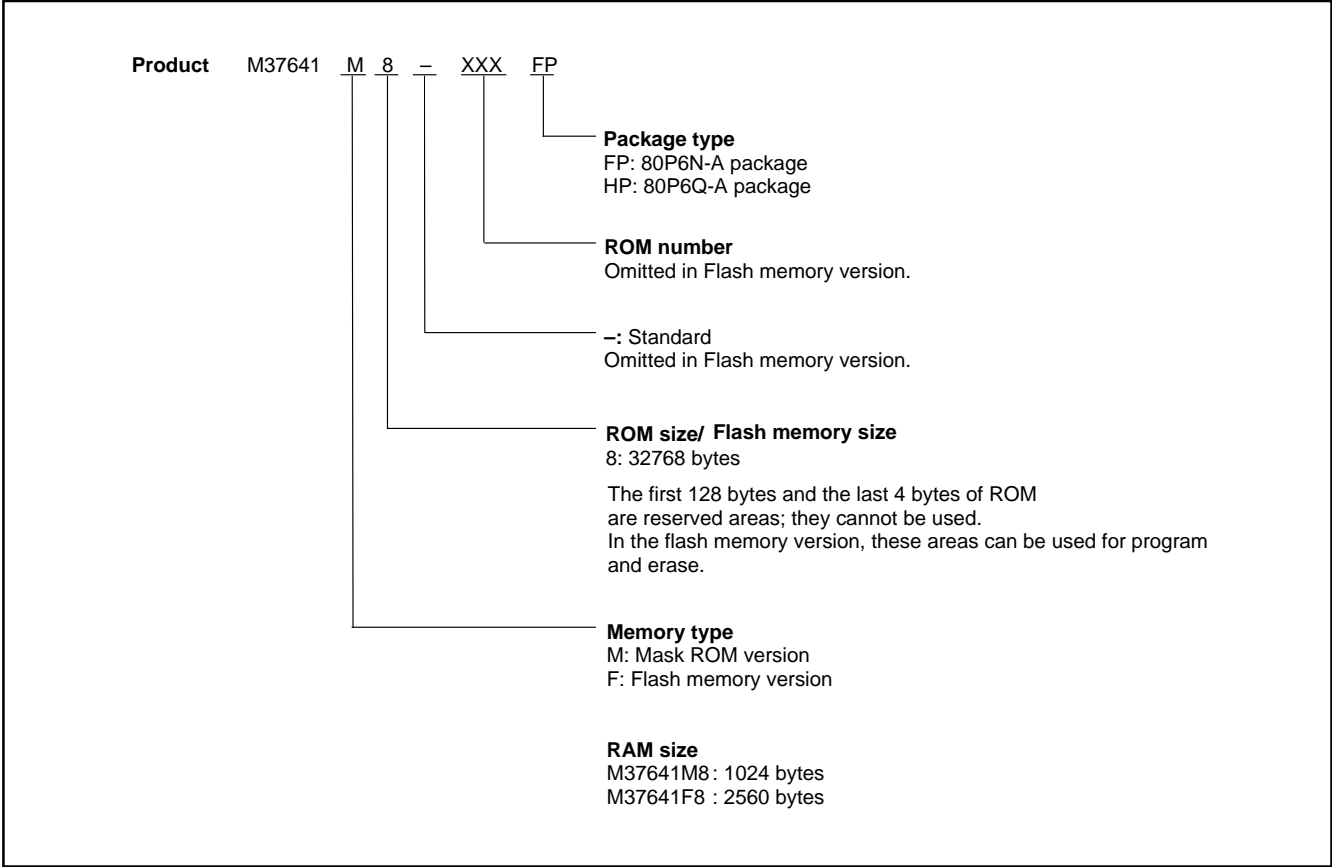 Product M37641 M 8 – XXX FP
Package type
FP: 80P6N-A package
HP: 80P6Q-A package
ROM number
Omitted in Flash memory version.
–: Standard
Omitted in Flash memory version.
ROM size/ Flash memory size
8: 32768 bytes
The first 128 bytes and the last 4 bytes of ROM
are reserved areas; they cannot be used.
In the flash memory version, these areas can be used for program
and erase.
Memory type
M: Mask ROM version
F: Flash memory version
RAM size
M37641M8 : 1024 bytes
M37641F8 : 2560 bytes